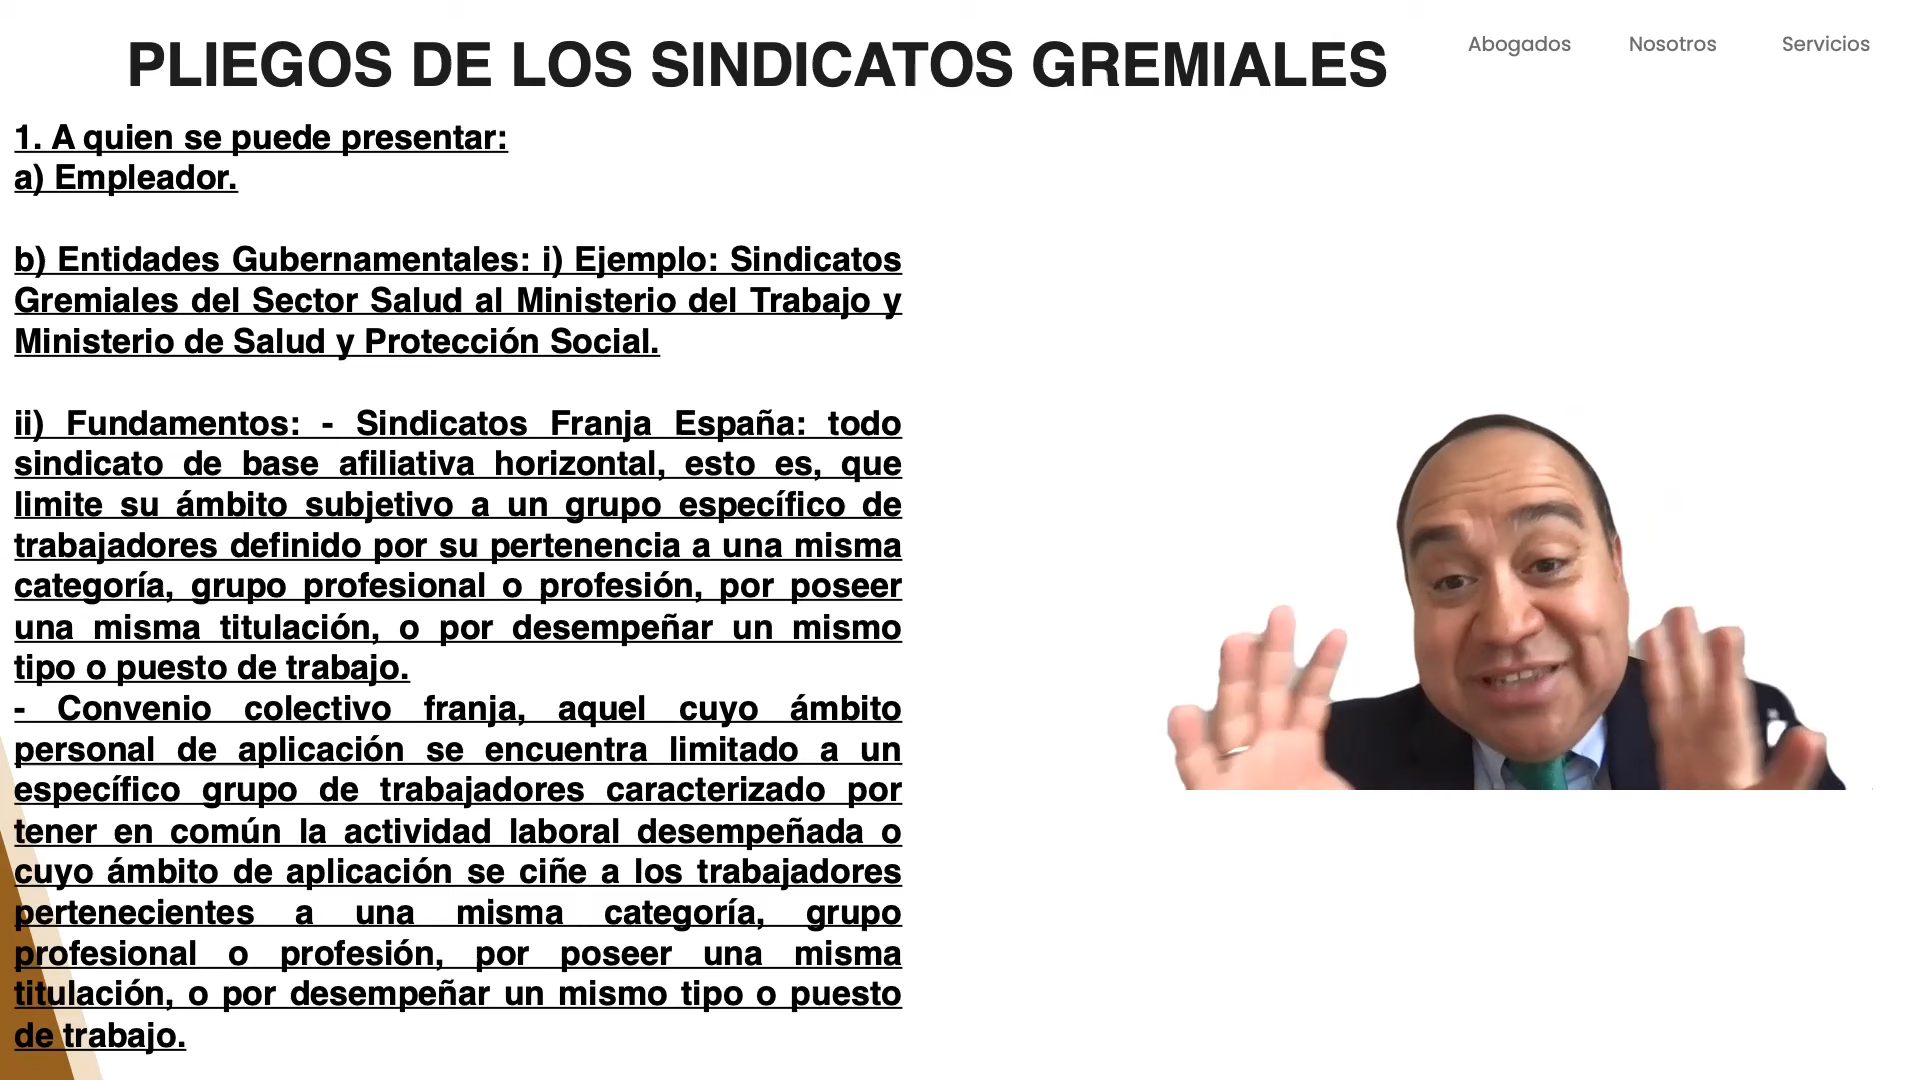 PLIEGOS DE LOS SINDICATOS GREMIALES
Abogados
Nosotros
Servicios
1. A quien se puede presentar:
a) Empleador.
b) Entidades Gubernamentales: i) Ejemplo: Sindicatos
Gremiales del Sector Salud al Ministerio del Trabajo y
Ministerio de Salud y Protección Social.
ii) Fundamentos: - Sindicatos Franja España: todo
sindicato de base afiliativa horizontal, esto es, que
limite su ámbito subjetivo a un grupo específico de
trabajadores definido por su pertenencia a una misma
categoría, grupo profesional o profesión, por poseer
una misma titulación, o por desempeñar un mismo
tipo o puesto de trabajo.
- Convenio colectivo franja, aquel cuyo ámbito
personal de aplicación se encuentra limitado a un
específico grupo de trabajadores caracterizado por
tener en común la actividad laboral desempeñada o
cuyo ámbito de aplicación se ciñe a los trabajadores
pertenecientes a una misma categoría, grupo
profesional o profesión, por poseer una misma
titulación, o por desempeñar un mismo tipo o puesto
de trabajo.